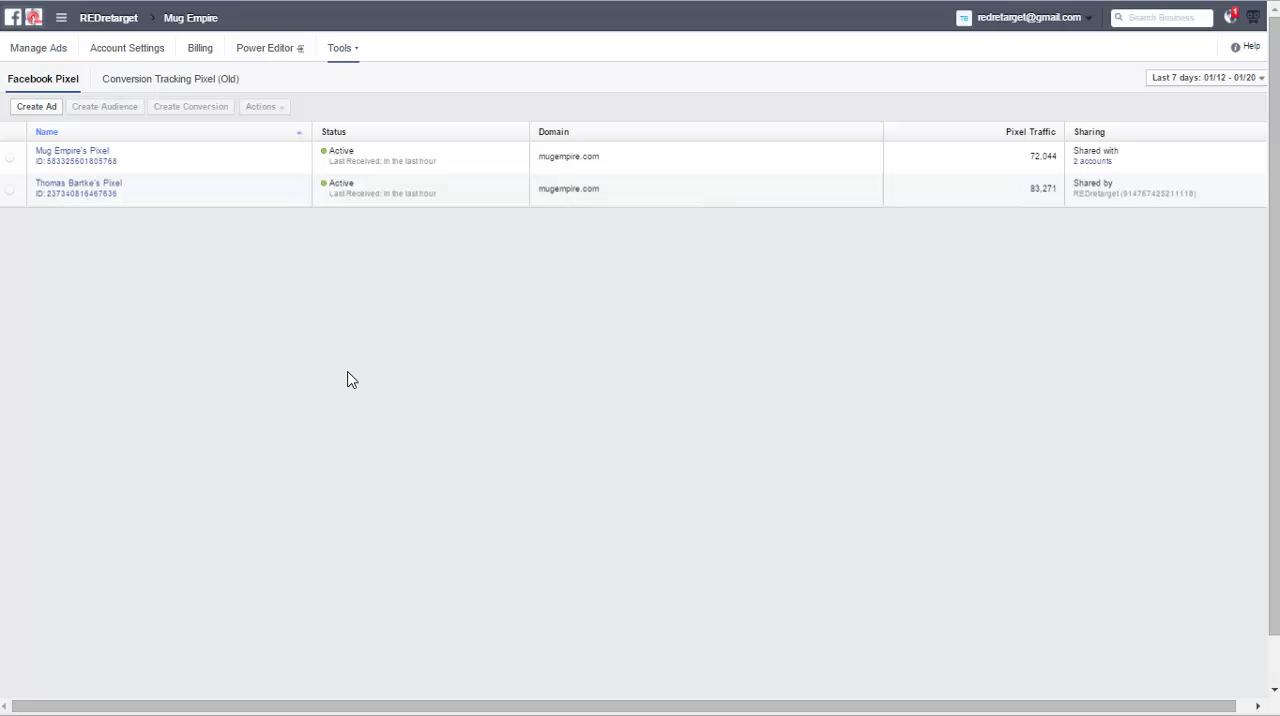 REDretarget > Mug Empire redretarget@gmail.com Search Business 1
Manage Ads Account Settings Billing Power Editor Tools Help
Facebook Pixel Conversion Tracking Pixel (Old) Last 7 days: 01/12 - 01/20
Create Ad Create Audience Create Conversion Actions
Name Status Domain Pixel Traffic Sharing
Mug Empire's Pixel Active Shared with
ID: 583325601805768 Last Received: In the last hour mugempire.com 72,044 2 accounts
Thomas Bartke's Pixel Active Shared by
ID: 237340816467636 Last Received: In the last hour mugempire.com 83,271 REDretarget (914767425211118)